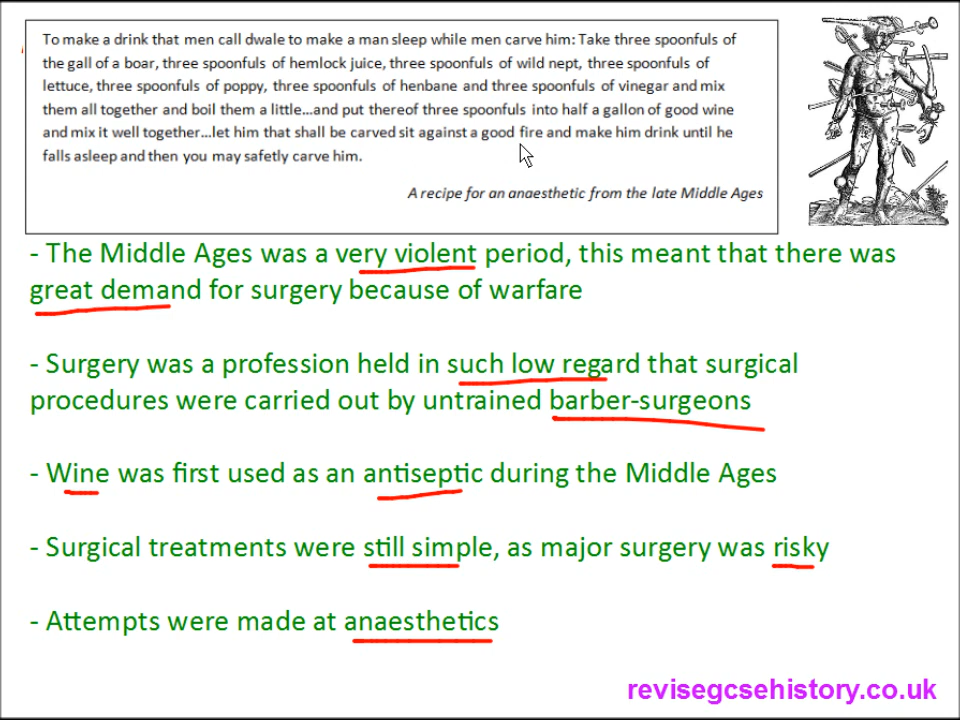 To make a drink that men call dwale to make a man sleep while men carve him: Take three spoonfuls of
the gall of a boar, three spoonfuls of hemlock juice, three spoonfuls of wild nept, three spoonfuls of
lettuce, three spoonfuls of poppy, three spoonfuls of henbane and three spoonfuls of vinegar and mix
them all together and boil them a little...and put thereof three spoonfuls into half a gallon of good wine
and mix it well together...let him that shall be carved sit against a good fire and make him drink until he
falls asleep and then you may safetly carve him.
A recipe for an anaesthetic from the late Middle Ages
- The Middle Ages was a very violent period, this meant that there was
great demand for surgery because of warfare
- Surgery was a profession held in such low regard that surgical
procedures were carried out by untrained barber-surgeons
- Wine was first used as an antiseptic during the Middle Ages
- Surgical treatments were still simple, as major surgery was risky
- Attempts were made at anaesthetics
revisegcsehistory.co.uk